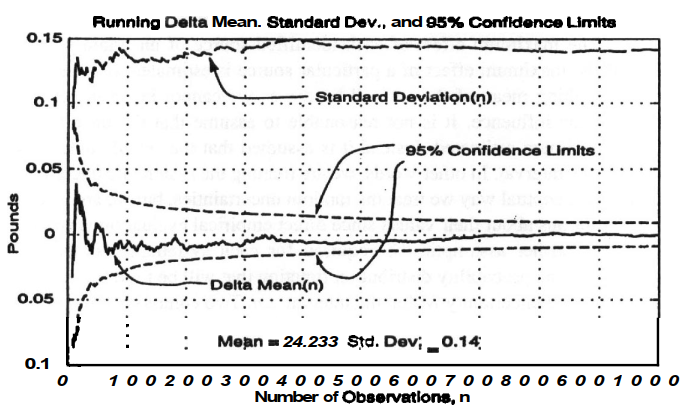 Running Delta Mean. Standard Dev., and 95% Confidence Limits
0.15
0.1
0.05
0
0.05
0.1
Pounds
Standard Deviation(n)
95% Confidence Limits
Delta Mean(n)
Mean = 24.233 Std. Dev; = 0.14
0 100 200 300 400 500 600 700 800 600 1000
Number of Observations, n